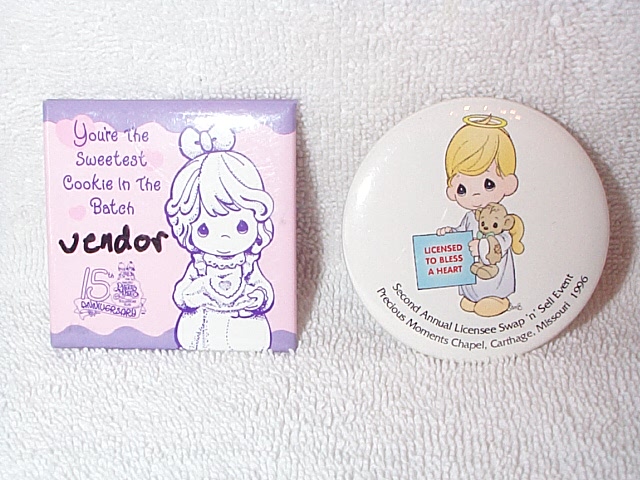 You're The
Sweetest
Cookie In The
Batch
vendor
15th
ANNIVERSARY
LICENSED
TO BLESS
A HEART
Second Annual Licensee Swap 'n' Sell Event
Precious Moments Chapel, Carthage, Missouri 1996